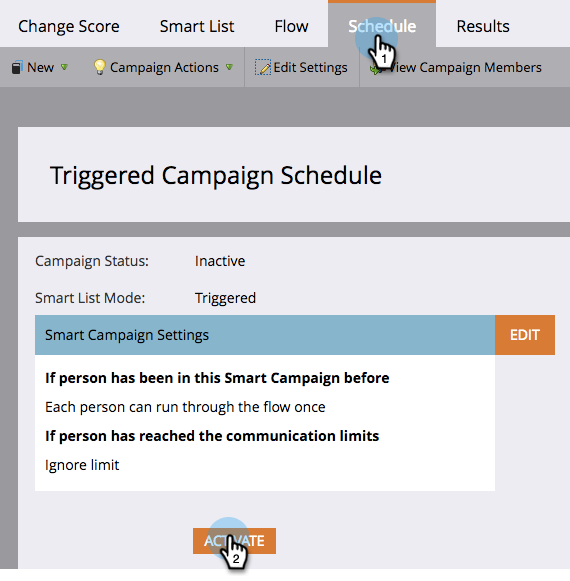 Change Score Smart List Flow Schedule Results
New Campaign Actions Edit Settings View Campaign Members
1
Triggered Campaign Schedule
Campaign Status: Inactive
Smart List Mode: Triggered
Smart Campaign Settings EDIT
If person has been in this Smart Campaign before
Each person can run through the flow once
If person has reached the communication limits
Ignore limit
ACTIVATE
2